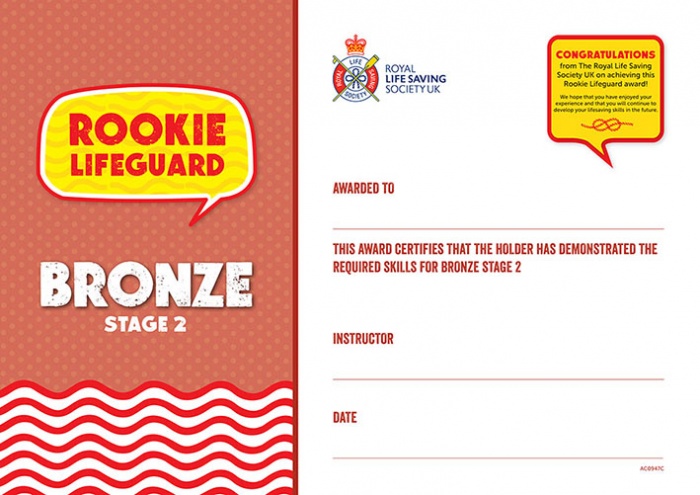 ROOKIE
LIFEGUARD
BRONZE
STAGE 2
ROYAL LIFE SAVING SOCIETY
ROYAL
LIFE SAVING
SOCIETY UK
CONGRATULATIONS
from The Royal Life Saving
Society UK on achieving this
Rookie Lifeguard award!
We hope that you have enjoyed your
experience and that you will continue to
develop your lifesaving skills in the future.
AWARDED TO
THIS AWARD CERTIFIES THAT THE HOLDER HAS DEMONSTRATED THE
REQUIRED SKILLS FOR BRONZE STAGE 2
INSTRUCTOR
DATE
AC0947C